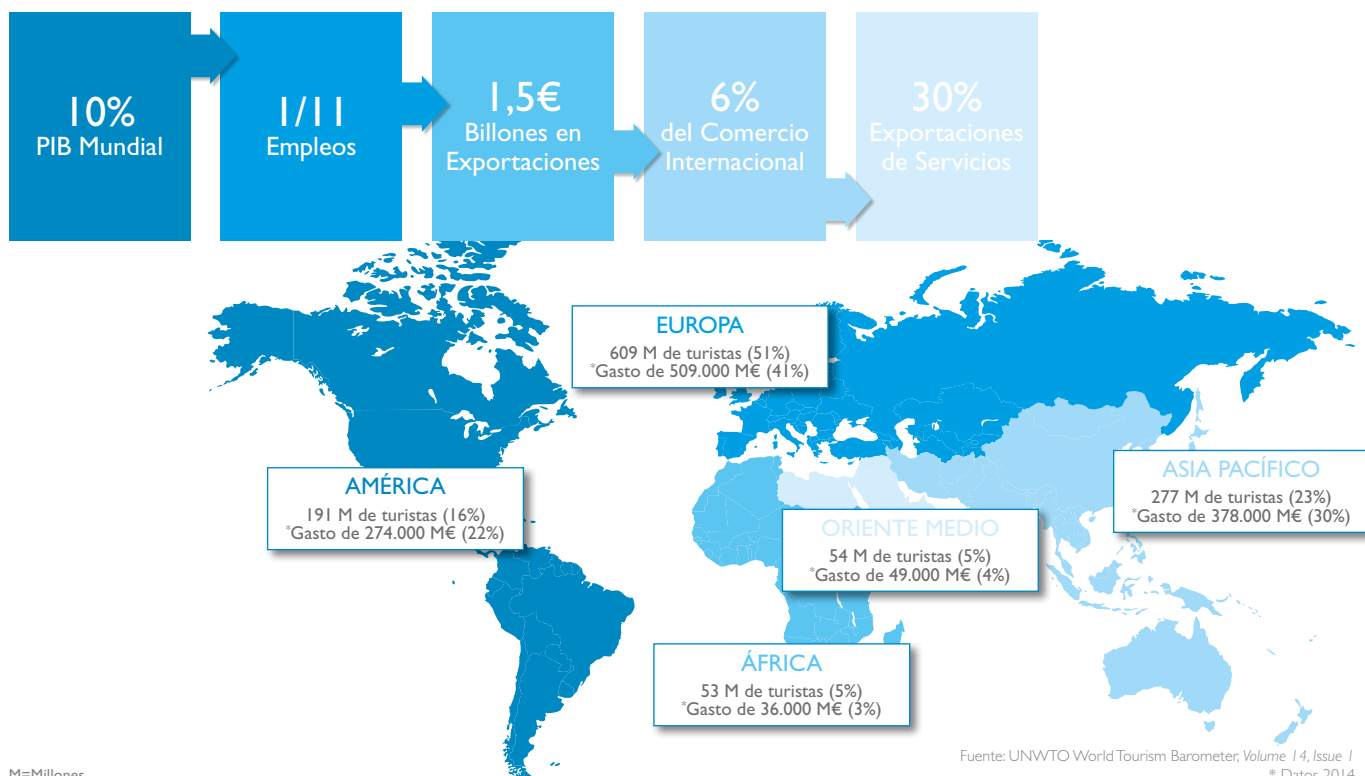 10%
PIB Mundial
1/11
Empleos
1,5€
Billones en
Exportaciones
6%
del Comercio
Internacional
30%
Exportaciones
de Servicios
EUROPA
609 M de turistas (51%)
*Gasto de 509.000 M€ (41%)
AMÉRICA
191 M de turistas (16%)
*Gasto de 274.000 M€ (22%)
ASIA PACÍFICO
277 M de turistas (23%)
*Gasto de 378.000 M€ (30%)
ORIENTE MEDIO
54 M de turistas (5%)
*Gasto de 49.000 M€ (4%)
ÁFRICA
53 M de turistas (5%)
*Gasto de 36.000 M€ (3%)
Fuente: UNWTO World Tourism Barometer, Volume 14, Issue 1
* Datos 2014
M=Millones